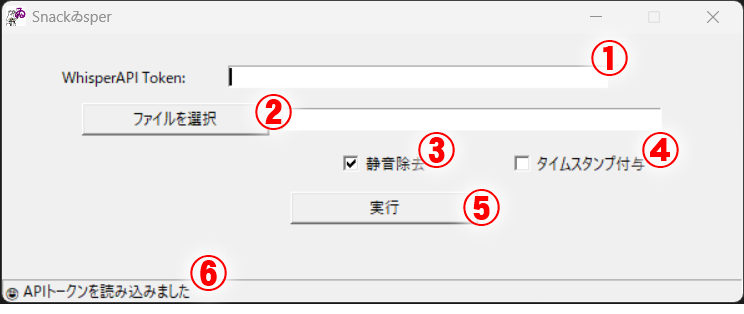 Snackゐsper
WhisperAPI Token: ①
ファイルを選択 ②
静音除去 ③ タイムスタンプ付与 ④
実行 ⑤
⑥
APIトークンを読み込みました